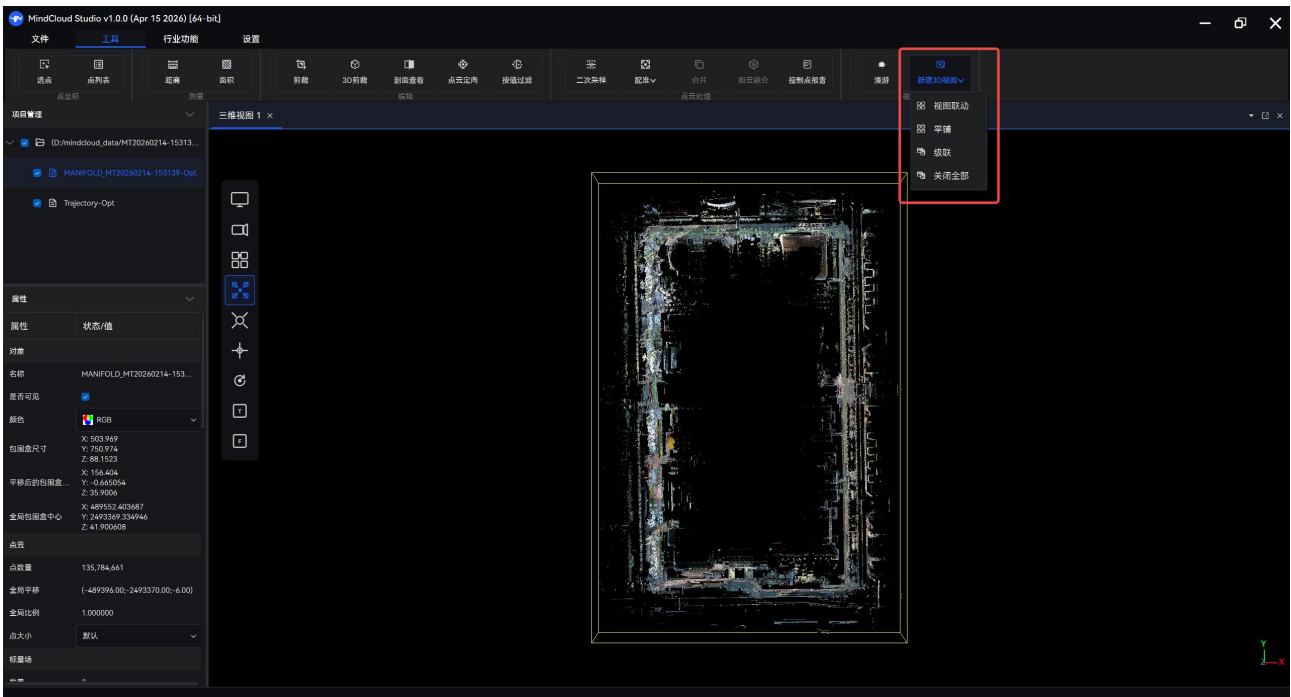 MindCloud Studio v1.0.0 (Apr 15 2026) [64-bit]
文件 工具 行业功能 设置
选点 点列表 距离 面积 剪裁 3D剪裁 剖面查看 点云定向 按值过滤 二次采样 配准 合并 图云融合 控制点报告 漫游 新建3D视图
点坐标 测量 编辑 点云处理
项目管理
三维视图 1 ×
(D:/mindcloud_data/MT20260214-15313...
MANIFOLD_MT20260214-153139-Opt
Trajectory-Opt
视图联动
平铺
级联
关闭全部
属性
属性 状态/值
对象
名称 MANIFOLD_MT20260214-153...
是否可见
颜色 RGB
包围盒尺寸
X: 503.969
Y: 750.974
Z: 88.1523
平移后的包围盒...
X: 156.404
Y: -0.665054
Z: 35.9006
全局包围盒中心
X: 489552.403687
Y: 2493369.334946
Z: 41.900608
点云
点数量 135,784,661
全局平移 (-489396.00;-2493370.00;-6.00)
全局比例 1.000000
点大小 默认
标量场
T
F
Y
Z X